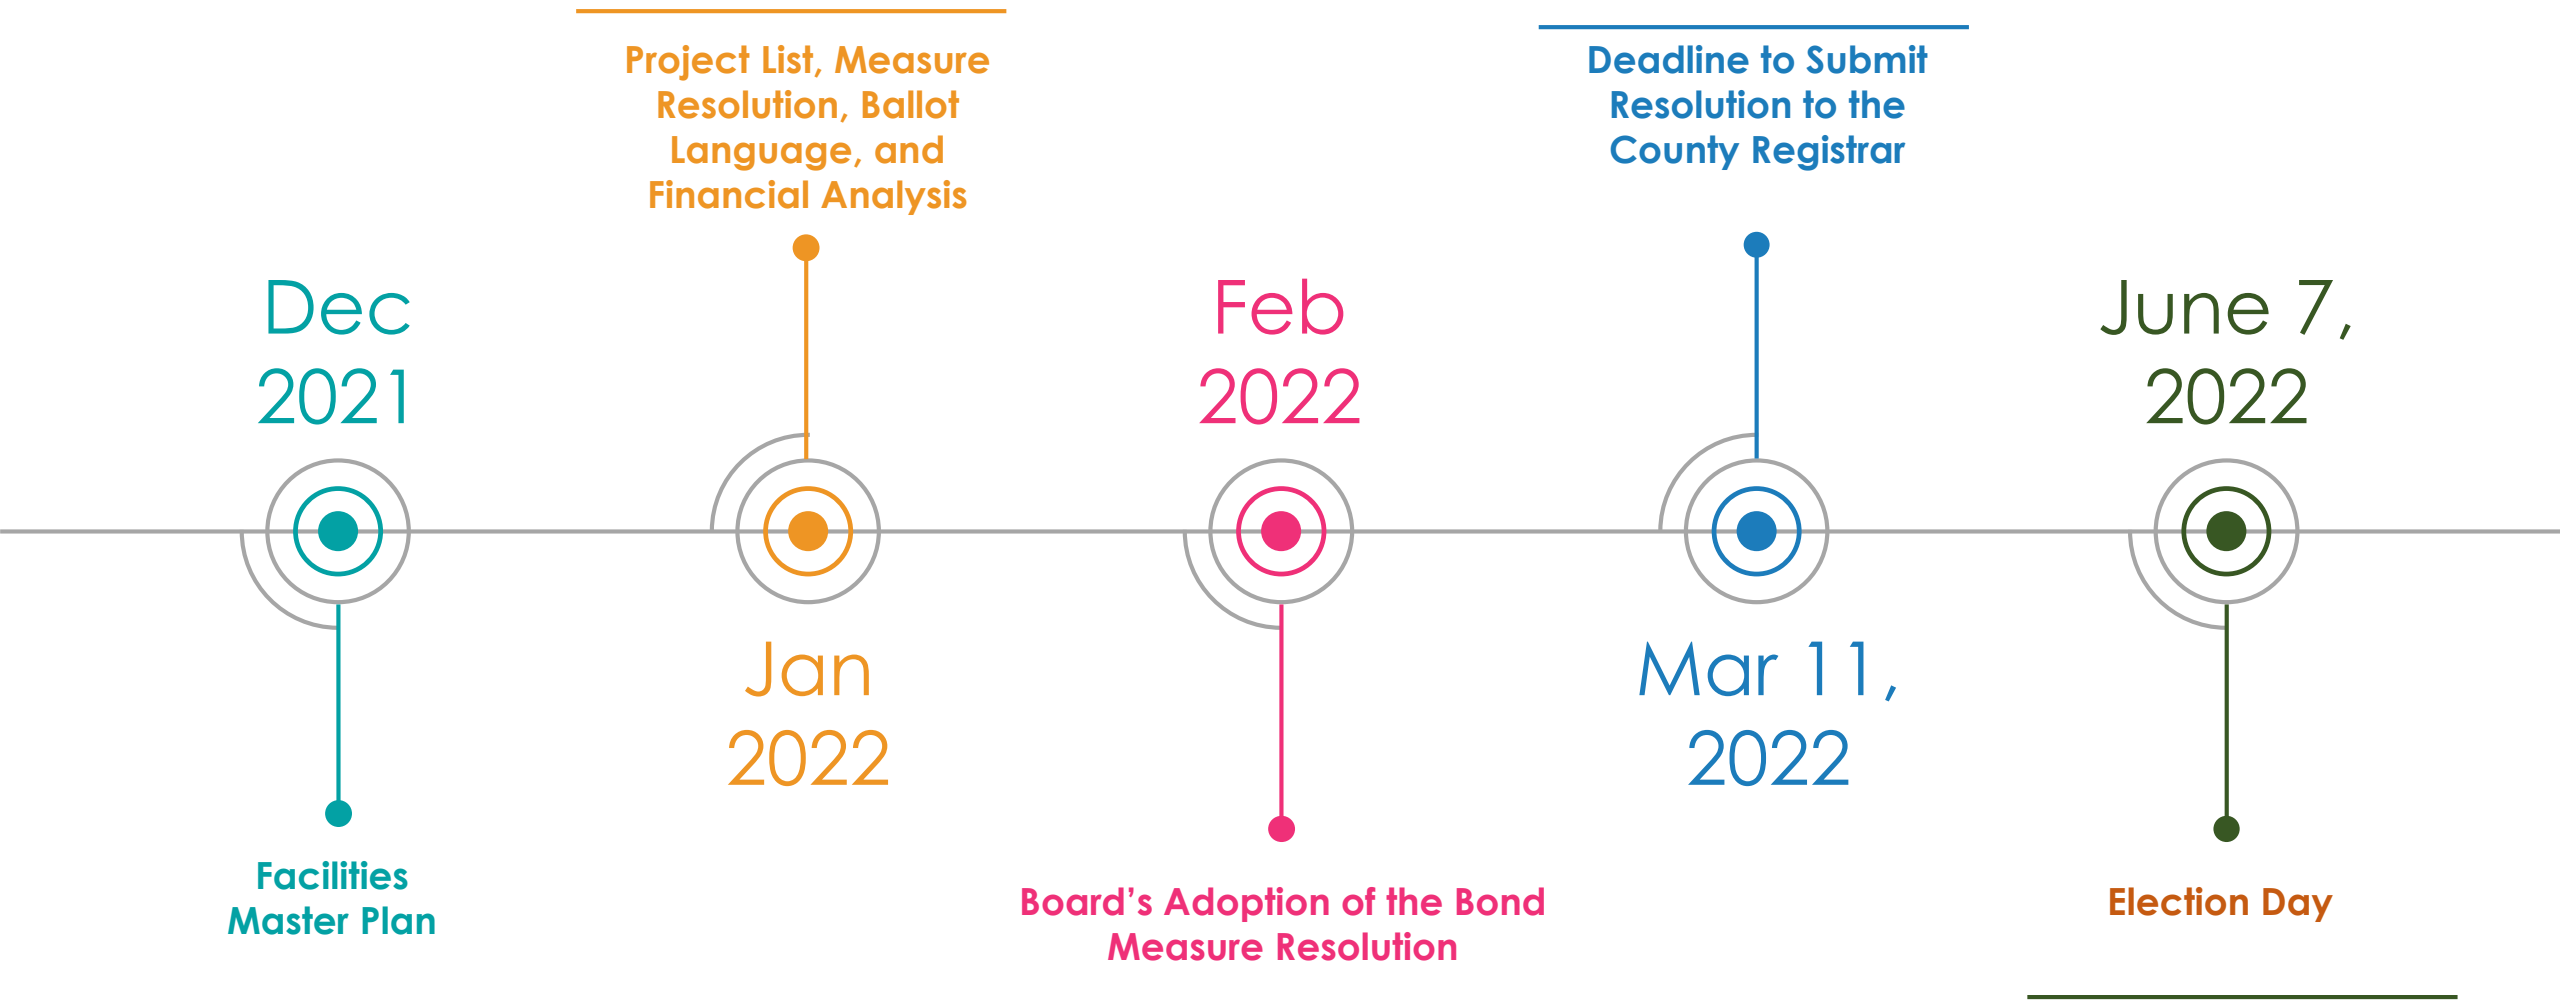 Dec
2021
Facilities
Master Plan
Project List, Measure
Resolution, Ballot
Language, and
Financial Analysis
Jan
2022
Feb
2022
Board’s Adoption of the Bond
Measure Resolution
Deadline to Submit
Resolution to the
County Registrar
Mar 11,
2022
June 7,
2022
Election Day